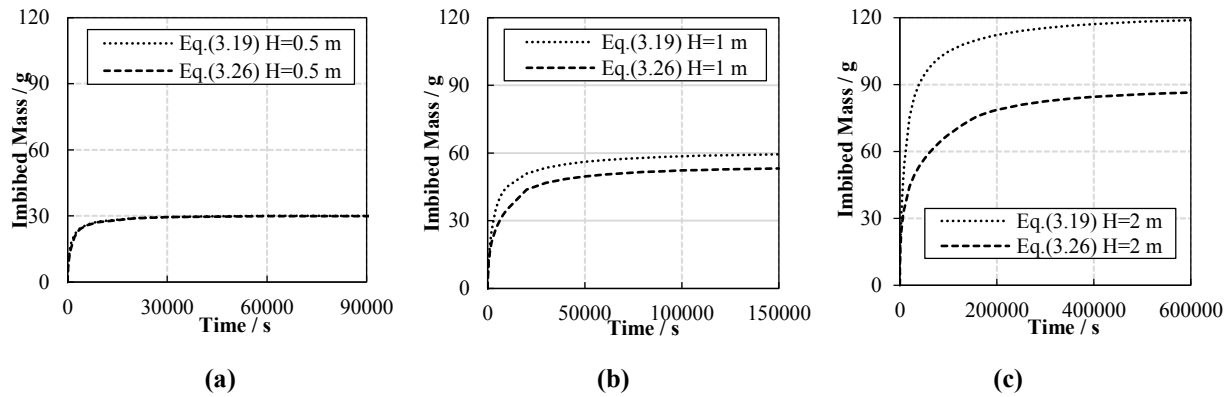 120
90
60
30
0
Imbibed Mass / g
Eq.(3.19) H=0.5 m
Eq.(3.26) H=0.5 m
0 30000 60000 90000
Time / s
(a)
120
90
60
30
0
Imbibed Mass / g
Eq.(3.19) H=1 m
Eq.(3.26) H=1 m
0 50000 100000 150000
Time / s
(b)
120
90
60
30
0
Imbibed Mass / g
Eq.(3.19) H=2 m
Eq.(3.26) H=2 m
0 200000 400000 600000
Time / s
(c)